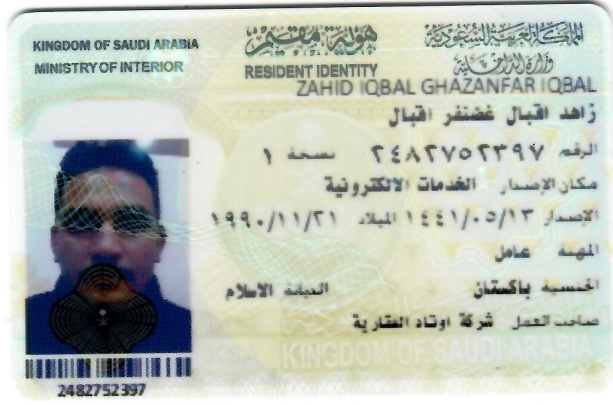 KINGDOM OF SAUDI ARABIA
MINISTRY OF INTERIOR
هوية مقيم
RESIDENT IDENTITY
المملكة العربية السعودية
وزارة الداخلية
ZAHID IQBAL GHAZANFAR IQBAL
زاهد اقبال غضنفر اقبال
الرقم ٢٤٨٢٧٥٢٣٩٧ نسخة ١
مكان الإصدار الخدمات الالكترونية
الإصدار ١٤٤١/٠٥/١٣ الميلاد ١٩٩٠/١١/٢١
المهنة عامل
الجنسية باكستان الديانة الاسلام
صاحب العمل شركة اوتاد العقارية
KINGDOM OF SAUDI ARABIA
2482752397